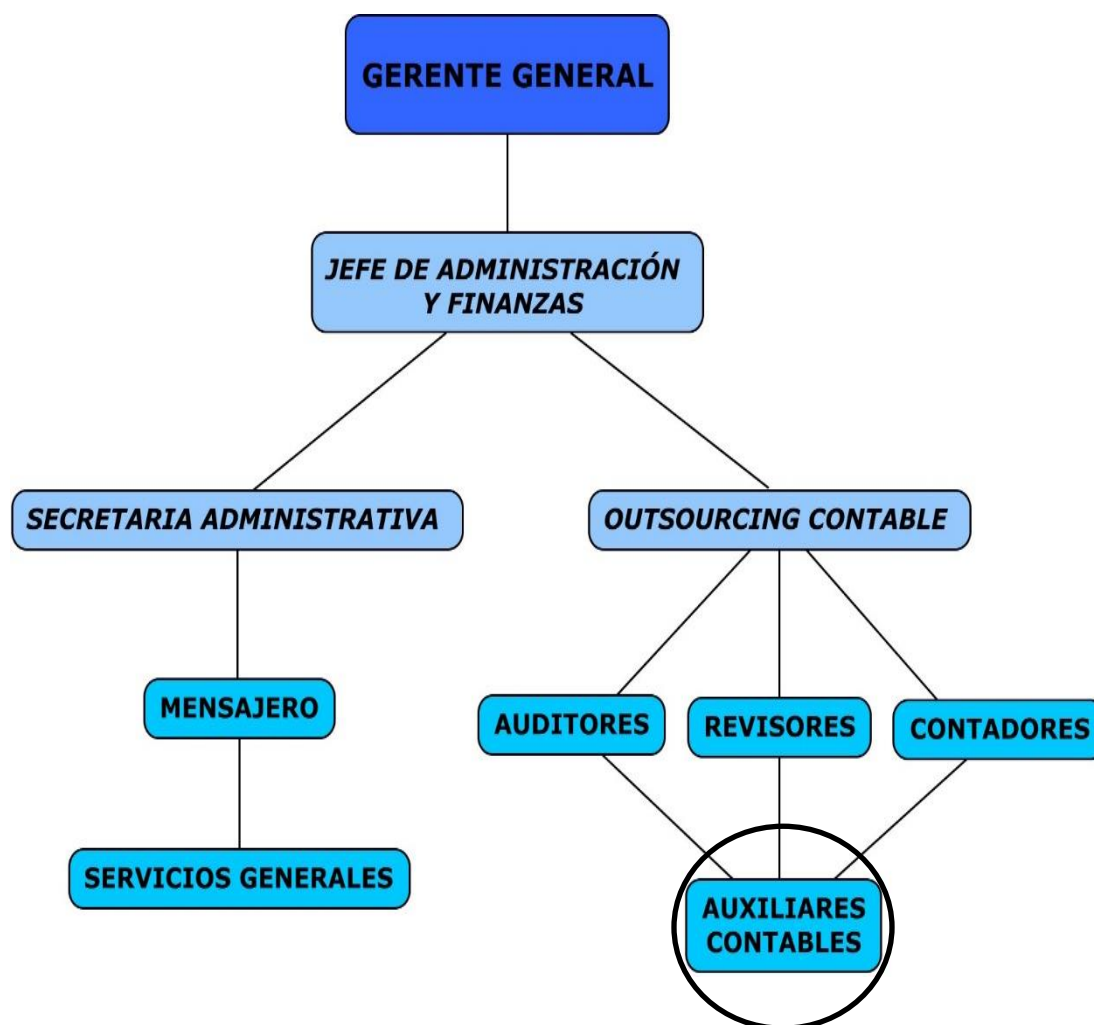 GERENTE GENERAL
JEFE DE ADMINISTRACIÓN
Y FINANZAS
SECRETARIA ADMINISTRATIVA
OUTSOURCING CONTABLE
MENSAJERO
AUDITORES
REVISORES
CONTADORES
SERVICIOS GENERALES
AUXILIARES
CONTABLES